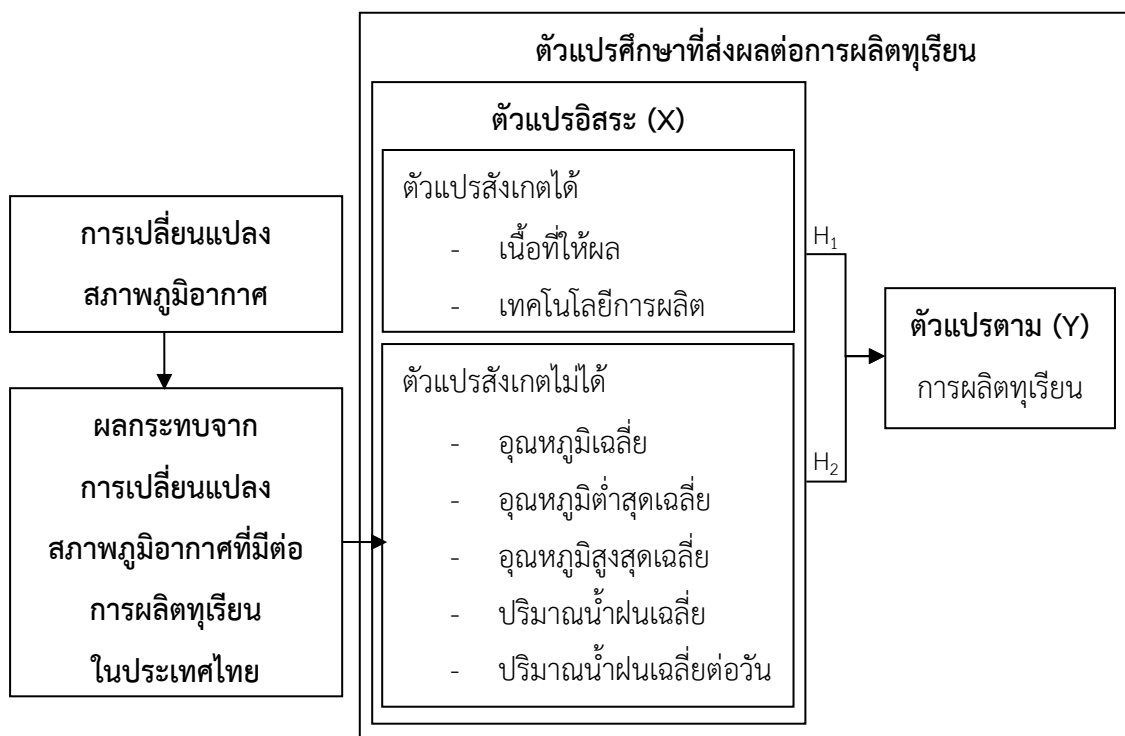 ตัวแปรศึกษาที่ส่งผลต่อการผลิตทุเรียน
ตัวแปรอิสระ (X)
ตัวแปรสังเกตได้
- เนื้อที่ให้ผล
- เทคโนโลยีการผลิต
การเปลี่ยนแปลง
สภาพภูมิอากาศ
H₁
ตัวแปรตาม (Y)
การผลิตทุเรียน
ตัวแปรสังเกตไม่ได้
- อุณหภูมิเฉลี่ย
- อุณหภูมิต่ำสุดเฉลี่ย
- อุณหภูมิสูงสุดเฉลี่ย
- ปริมาณน้ำฝนเฉลี่ย
- ปริมาณน้ำฝนเฉลี่ยต่อวัน
H₂
ผลกระทบจาก
การเปลี่ยนแปลง
สภาพภูมิอากาศที่มีต่อ
การผลิตทุเรียน
ในประเทศไทย